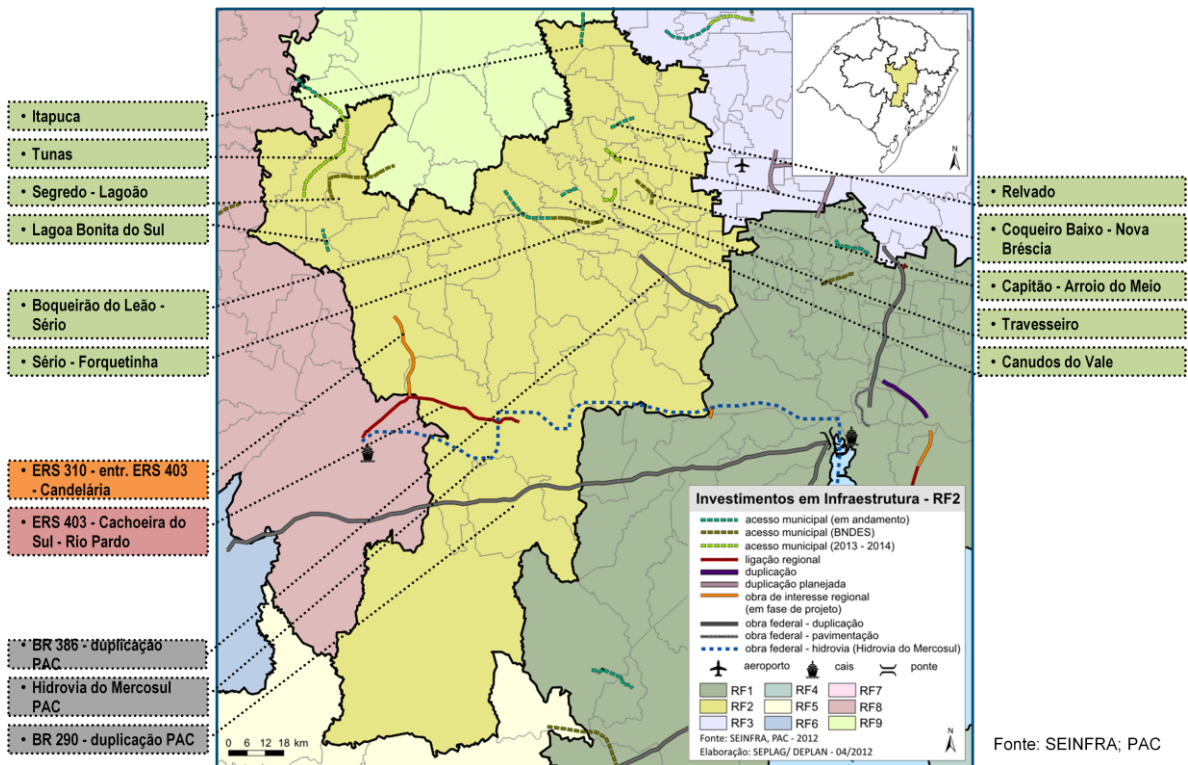 • Itapuca
• Tunas
• Segredo - Lagoão
• Lagoa Bonita do Sul
• Boqueirão do Leão -
Sério
• Sério - Forquetinha
• ERS 310 - entr. ERS 403
- Candelária
• ERS 403 - Cachoeira do
Sul - Rio Pardo
• BR 386 - duplicação
PAC
• Hidrovia do Mercosul
PAC
• BR 290 - duplicação PAC
N
• Relvado
• Coqueiro Baixo - Nova
Bréscia
• Capitão - Arroio do Meio
• Travesseiro
• Canudos do Vale
Investimentos em Infraestrutura - RF2
acesso municipal (em andamento)
acesso municipal (BNDES)
acesso municipal (2013 - 2014)
ligação regional
duplicação
duplicação planejada
obra de interesse regional
(em fase de projeto)
obra federal - duplicação
obra federal - pavimentação
obra federal - hidrovia (Hidrovia do Mercosul)
aeroporto cais ponte
RF1 RF4 RF7
RF2 RF5 RF8
RF3 RF6 RF9
Fonte: SEINFRA, PAC - 2012
Elaboração: SEPLAG/ DEPLAN - 04/2012
N
0 6 12 18 km
Fonte: SEINFRA; PAC